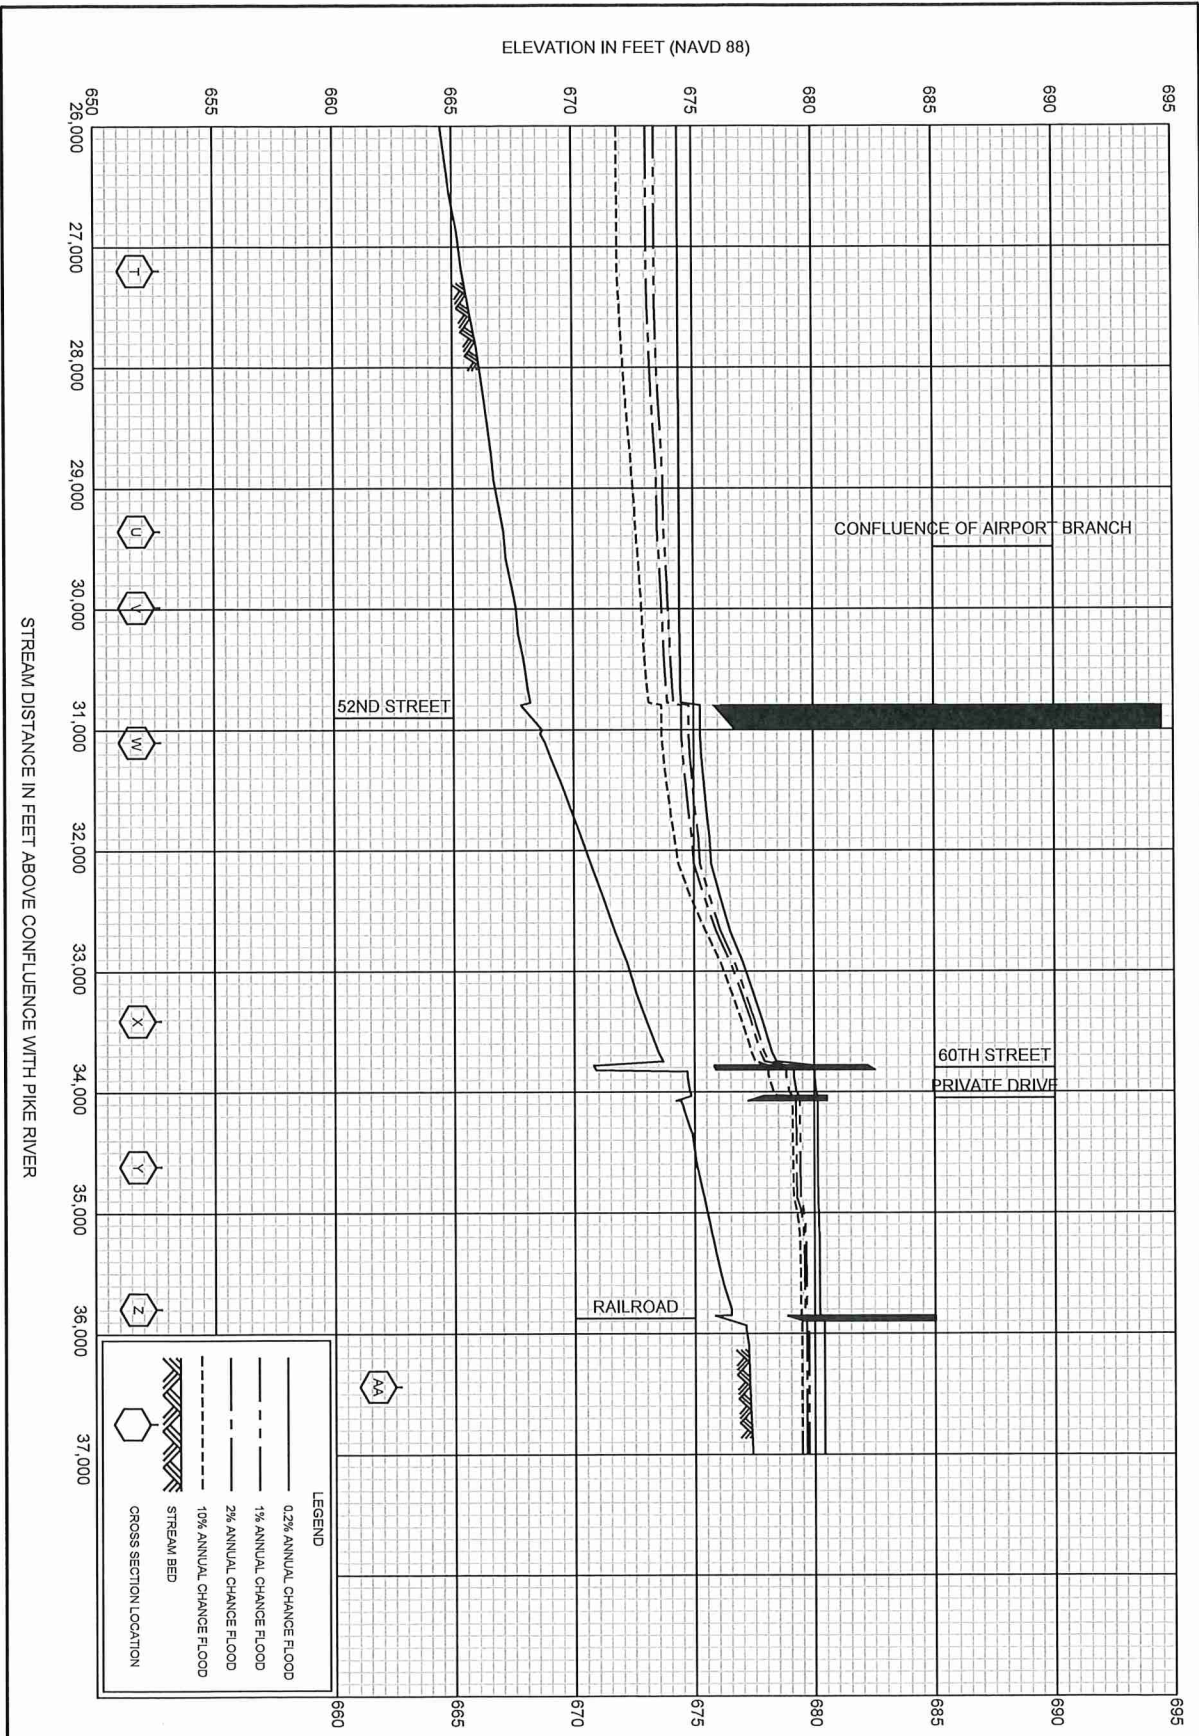 ELEVATION IN FEET (NAVD 88)
695
690
685
680
675
670
665
660
655
650
695
690
685
680
675
670
665
660
CONFLUENCE OF AIRPORT BRANCH
52ND STREET
60TH STREET
PRIVATE DRIVE
RAILROAD
T
U
V
W
X
Y
Z
AA
26,000
27,000
28,000
29,000
30,000
31,000
32,000
33,000
34,000
35,000
36,000
37,000
STREAM DISTANCE IN FEET ABOVE CONFLUENCE WITH PIKE RIVER
LEGEND
0.2% ANNUAL CHANCE FLOOD
1% ANNUAL CHANCE FLOOD
2% ANNUAL CHANCE FLOOD
10% ANNUAL CHANCE FLOOD
STREAM BED
CROSS SECTION LOCATION